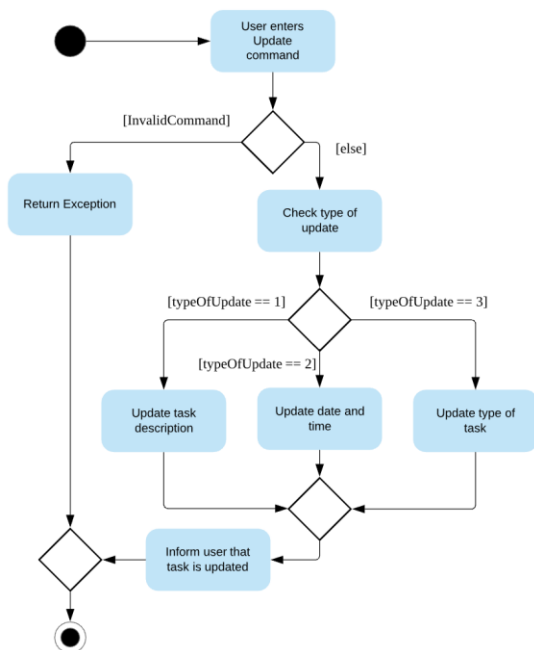 User enters
Update
command
[InvalidCommand]
[else]
Return Exception
Check type of
update
[typeOfUpdate == 1]
[typeOfUpdate == 3]
[typeOfUpdate == 2]
Update task
description
Update date and
time
Update type of
task
Inform user that
task is updated